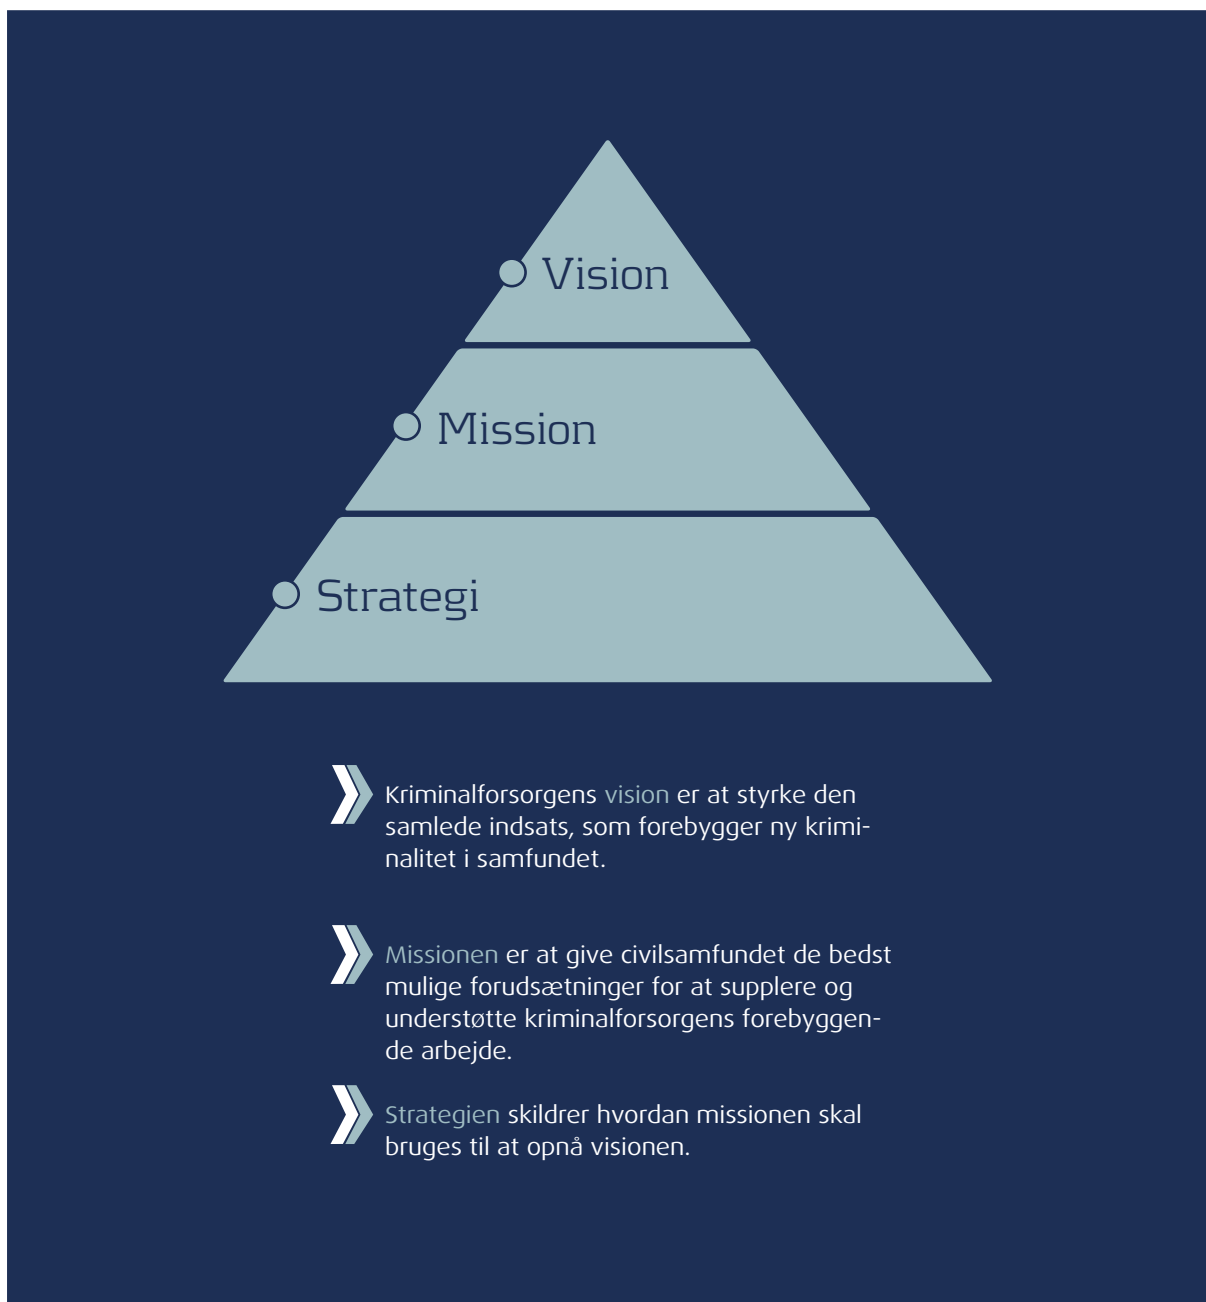 Vision
Mission
Strategi
Kriminalforsorgens vision er at styrke den
samlede indsats, som forebygger ny krimi-
nalitet i samfundet.
Missionen er at give civilsamfundet de bedst
mulige forudsætninger for at supplere og
understøtte kriminalforsorgens forebyggen-
de arbejde.
Strategien skildrer hvordan missionen skal
bruges til at opnå visionen.